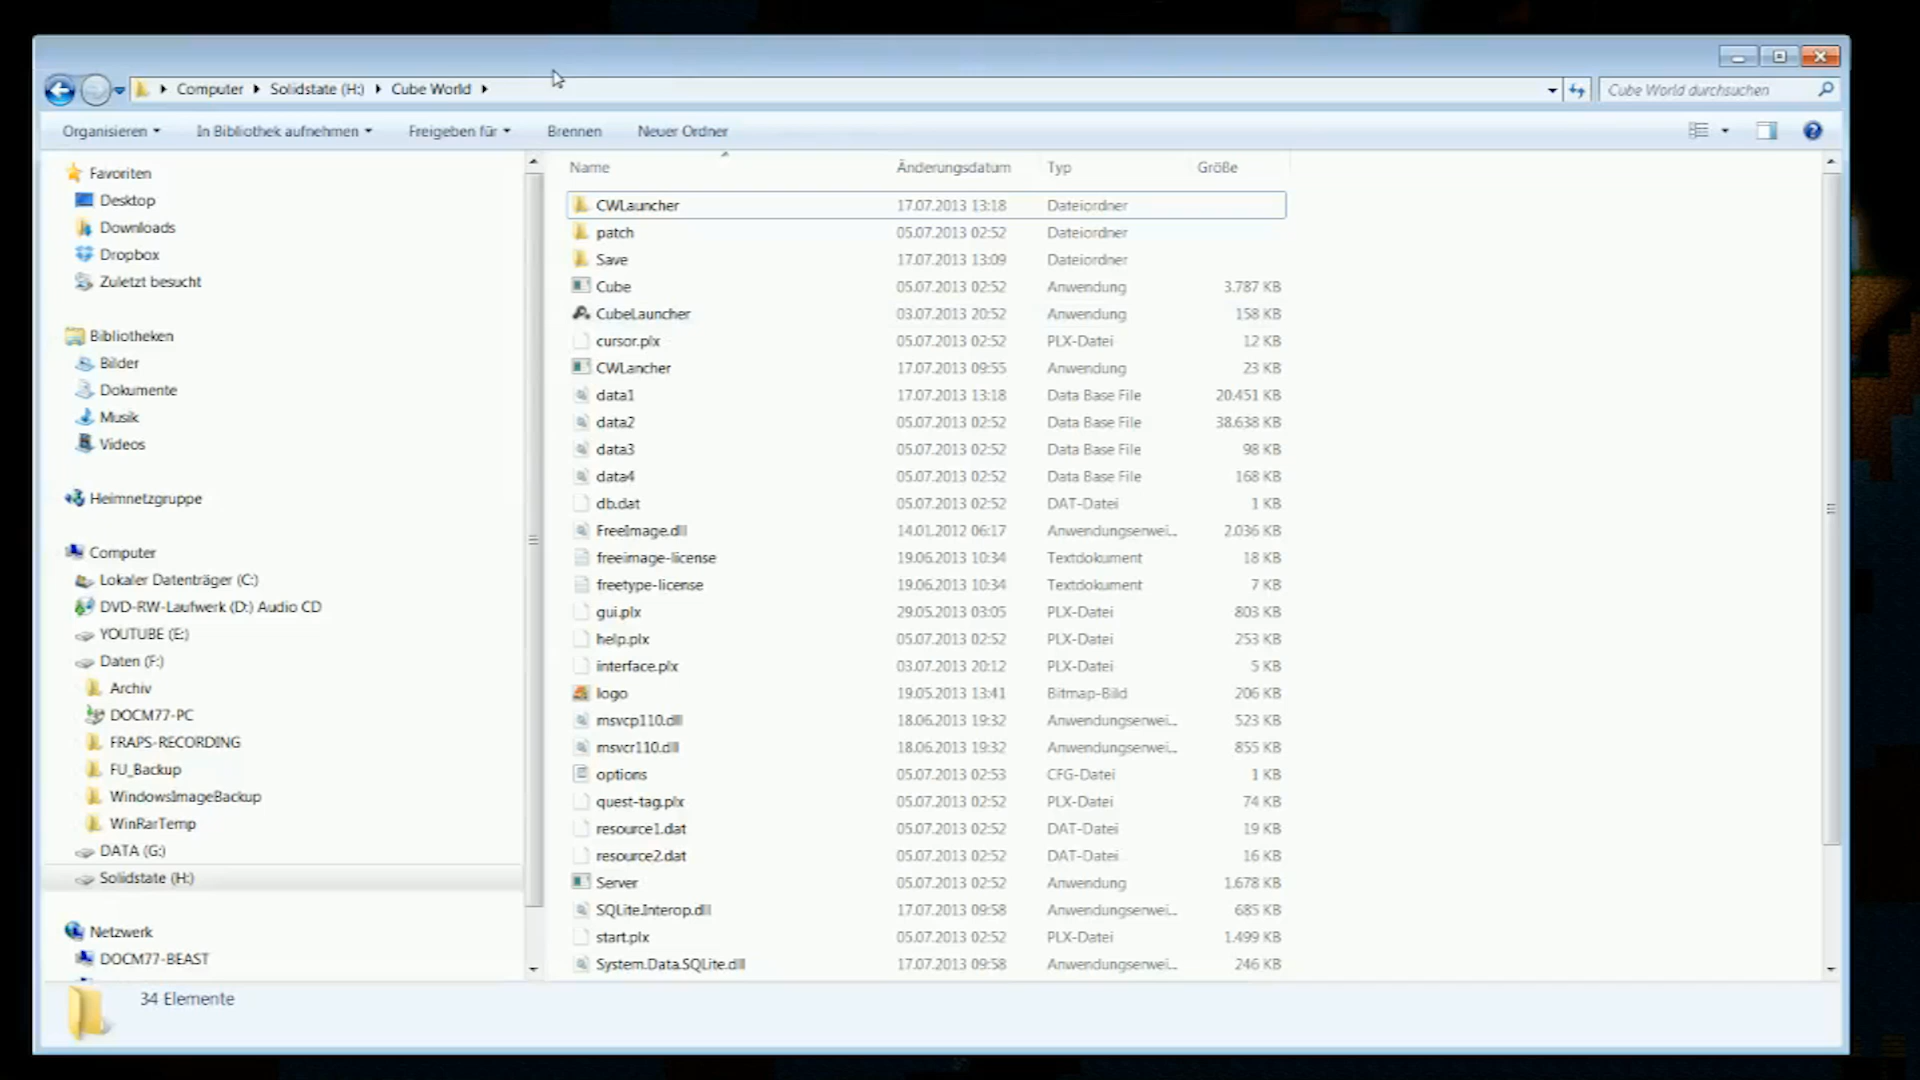 Computer Solidstate (H:) Cube World Cube World durchsuchen
Organisieren In Bibliothek aufnehmen Freigeben für Brennen Neuer Ordner
Favoriten
Desktop
Downloads
Dropbox
Zuletzt besucht
Bibliotheken
Bilder
Dokumente
Musik
Videos
Heimnetzgruppe
Computer
Lokaler Datenträger (C:)
DVD-RW-Laufwerk (D:) Audio CD
YOUTUBE (E:)
Daten (F:)
Archiv
DOCM77-PC
FRAPS-RECORDING
FU_Backup
WindowsImageBackup
WinRarTemp
DATA (G:)
Solidstate (H:)
Netzwerk
DOCM77-BEAST
Name Änderungsdatum Typ Größe
CWLauncher 17.07.2013 13:18 Dateiordner
patch 05.07.2013 02:52 Dateiordner
Save 17.07.2013 13:09 Dateiordner
Cube 05.07.2013 02:52 Anwendung 3.787 KB
CubeLauncher 03.07.2013 20:52 Anwendung 158 KB
cursor.plx 05.07.2013 02:52 PLX-Datei 12 KB
CWLancher 17.07.2013 09:55 Anwendung 23 KB
data1 17.07.2013 13:18 Data Base File 20.451 KB
data2 05.07.2013 02:52 Data Base File 38.638 KB
data3 05.07.2013 02:52 Data Base File 98 KB
data4 05.07.2013 02:52 Data Base File 168 KB
db.dat 05.07.2013 02:52 DAT-Datei 1 KB
FreeImage.dll 14.01.2012 06:17 Anwendungserwei... 2.036 KB
freeimage-license 19.06.2013 10:34 Textdokument 18 KB
freetype-license 19.06.2013 10:34 Textdokument 7 KB
gui.plx 29.05.2013 03:05 PLX-Datei 803 KB
help.plx 05.07.2013 02:52 PLX-Datei 253 KB
interface.plx 03.07.2013 20:12 PLX-Datei 5 KB
logo 19.05.2013 13:41 Bitmap-Bild 206 KB
msvcp110.dll 18.06.2013 19:32 Anwendungserwei... 523 KB
msvcr110.dll 18.06.2013 19:32 Anwendungserwei... 855 KB
options 05.07.2013 02:53 CFG-Datei 1 KB
quest-tag.plx 05.07.2013 02:52 PLX-Datei 74 KB
resource1.dat 05.07.2013 02:52 DAT-Datei 19 KB
resource2.dat 05.07.2013 02:52 DAT-Datei 16 KB
Server 05.07.2013 02:52 Anwendung 1.678 KB
SQLite.Interop.dll 17.07.2013 09:58 Anwendungserwei... 685 KB
start.plx 05.07.2013 02:52 PLX-Datei 1.499 KB
System.Data.SQLite.dll 17.07.2013 09:58 Anwendungserwei... 246 KB
34 Elemente